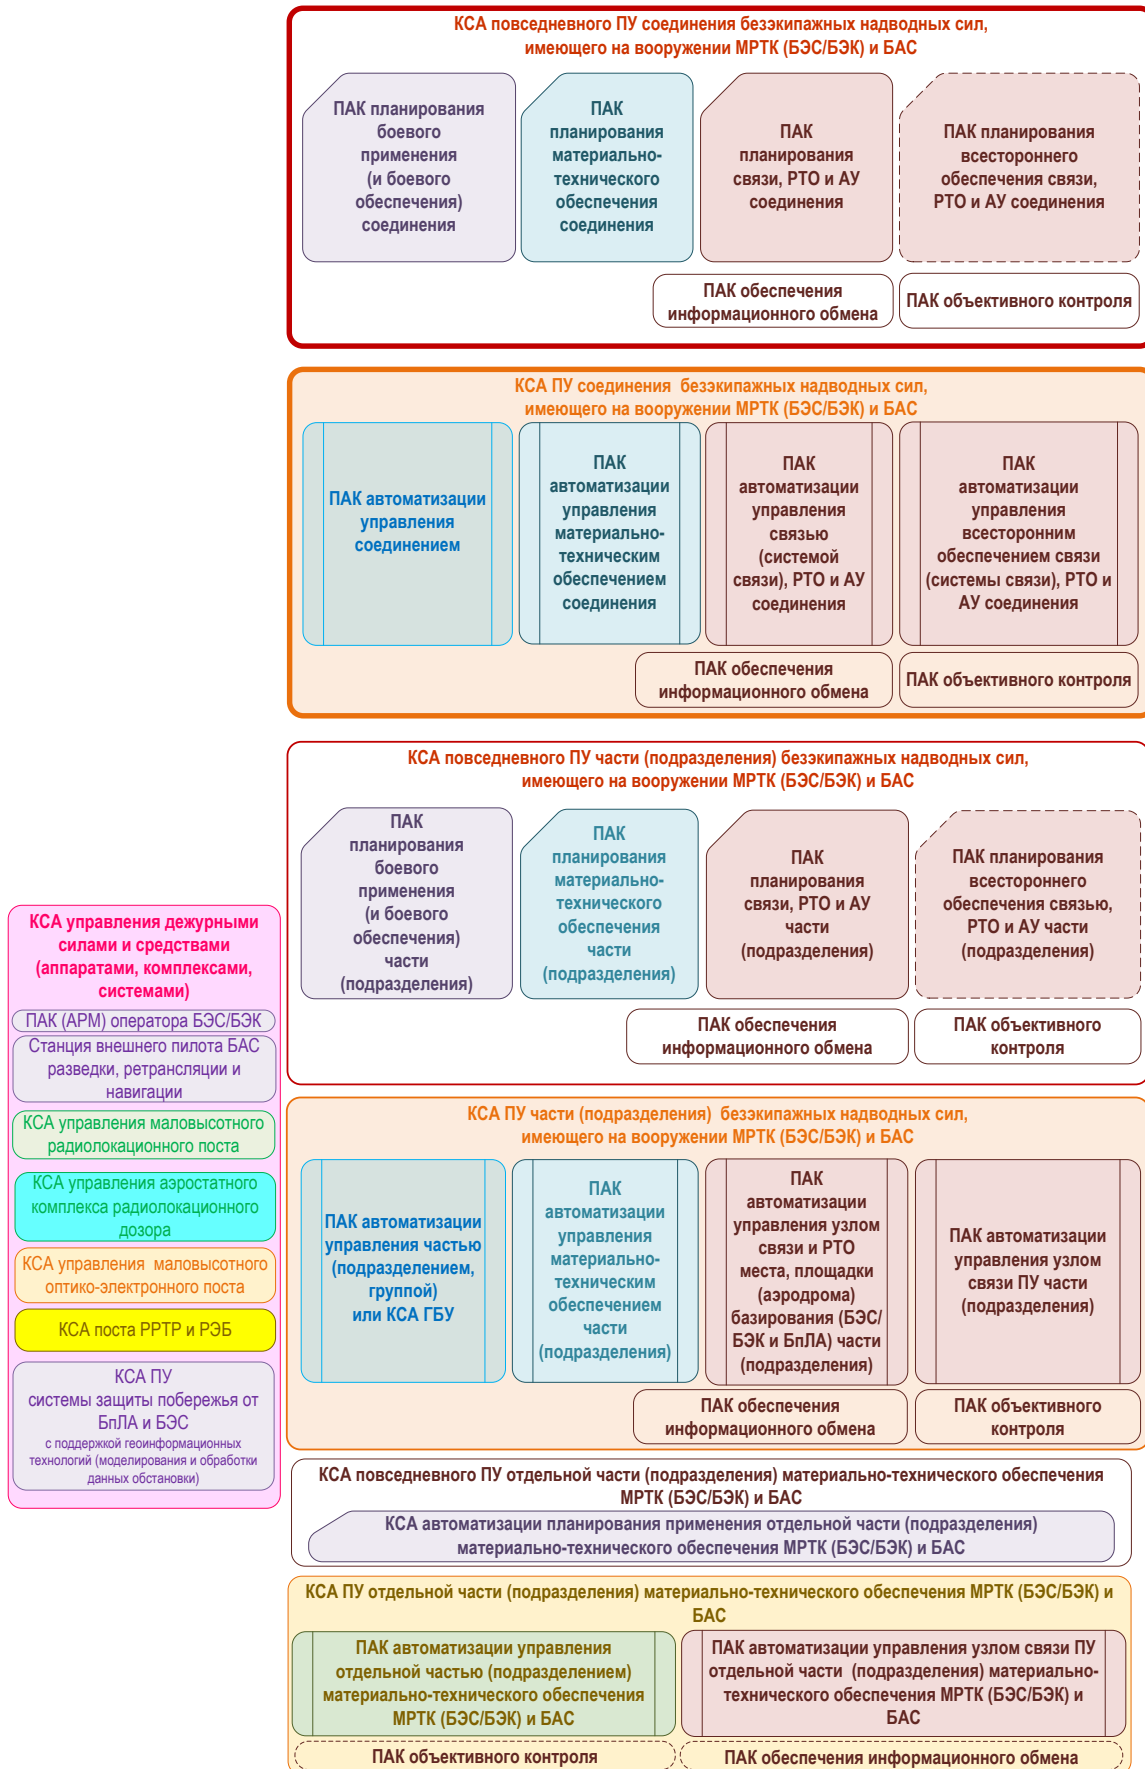 КСА повседневного ПУ соединения безэкипажных надводных сил,
имеющего на вооружении МРТК (БЭС/БЭК) и БАС
ПАК планирования
боевого
применения
(и боевого
обеспечения)
соединения
ПАК
планирования
материально-
технического
обеспечения
соединения
ПАК
планирования
связи, РТО и АУ
соединения
ПАК планирования
всестороннего
обеспечения связи,
РТО и АУ соединения
ПАК обеспечения
информационного обмена
ПАК объективного контроля
КСА ПУ соединения  безэкипажных надводных сил,
имеющего на вооружении МРТК (БЭС/БЭК) и БАС
ПАК автоматизации
управления
соединением
ПАК
автоматизации
управления
материально-
техническим
обеспечением
соединения
ПАК
автоматизации
управления
связью
(системой
связи), РТО и АУ
соединения
ПАК
автоматизации
управления
всесторонним
обеспечением связи
(системы связи), РТО и
АУ соединения
ПАК обеспечения
информационного обмена
ПАК объективного контроля
КСА повседневного ПУ части (подразделения) безэкипажных надводных сил,
имеющего на вооружении МРТК (БЭС/БЭК) и БАС
ПАК
планирования
боевого
применения
(и боевого
обеспечения)
части
(подразделения)
ПАК
планирования
материально-
технического
обеспечения
части
(подразделения)
ПАК
планирования
связи, РТО и АУ
части
(подразделения)
ПАК планирования
всестороннего
обеспечения связью,
РТО и АУ части
(подразделения)
ПАК обеспечения
информационного обмена
ПАК объективного
контроля
КСА управления дежурными
силами и средствами
(аппаратами, комплексами,
системами)
ПАК (АРМ) оператора БЭС/БЭК
Станция внешнего пилота БАС
разведки, ретрансляции и
навигации
КСА управления маловысотного
радиолокационного поста
КСА управления аэростатного
комплекса радиолокационного
дозора
КСА управления  маловысотного
оптико-электронного поста
КСА поста РРТР и РЭБ
КСА ПУ
системы защиты побережья от
БпЛА и БЭС
с поддержкой геоинформационных
технологий (моделирования и обработки
данных обстановки)
КСА ПУ части (подразделения)  безэкипажных надводных сил,
имеющего на вооружении МРТК (БЭС/БЭК) и БАС
ПАК автоматизации
управления частью
(подразделением,
группой)
или КСА ГБУ
ПАК
автоматизации
управления
материально-
техническим
обеспечением
части
(подразделения)
ПАК
автоматизации
управления узлом
связи и РТО
места, площадки
(аэродрома)
базирования (БЭС/
БЭК и БпЛА) части
(подразделения)
ПАК автоматизации
управления узлом
связи ПУ части
(подразделения)
ПАК обеспечения
информационного обмена
ПАК объективного
контроля
КСА повседневного ПУ отдельной части (подразделения) материально-технического обеспечения
МРТК (БЭС/БЭК) и БАС
КСА автоматизации планирования применения отдельной части (подразделения)
материально-технического обеспечения МРТК (БЭС/БЭК) и БАС
КСА ПУ отдельной части (подразделения) материально-технического обеспечения МРТК (БЭС/БЭК) и
БАС
ПАК автоматизации управления
отдельной частью (подразделением)
материально-технического обеспечения
МРТК (БЭС/БЭК) и БАС
ПАК автоматизации управления узлом связи ПУ
отдельной части  (подразделения) материально-
технического обеспечения МРТК (БЭС/БЭК) и
БАС
ПАК объективного контроля
ПАК обеспечения информационного обмена